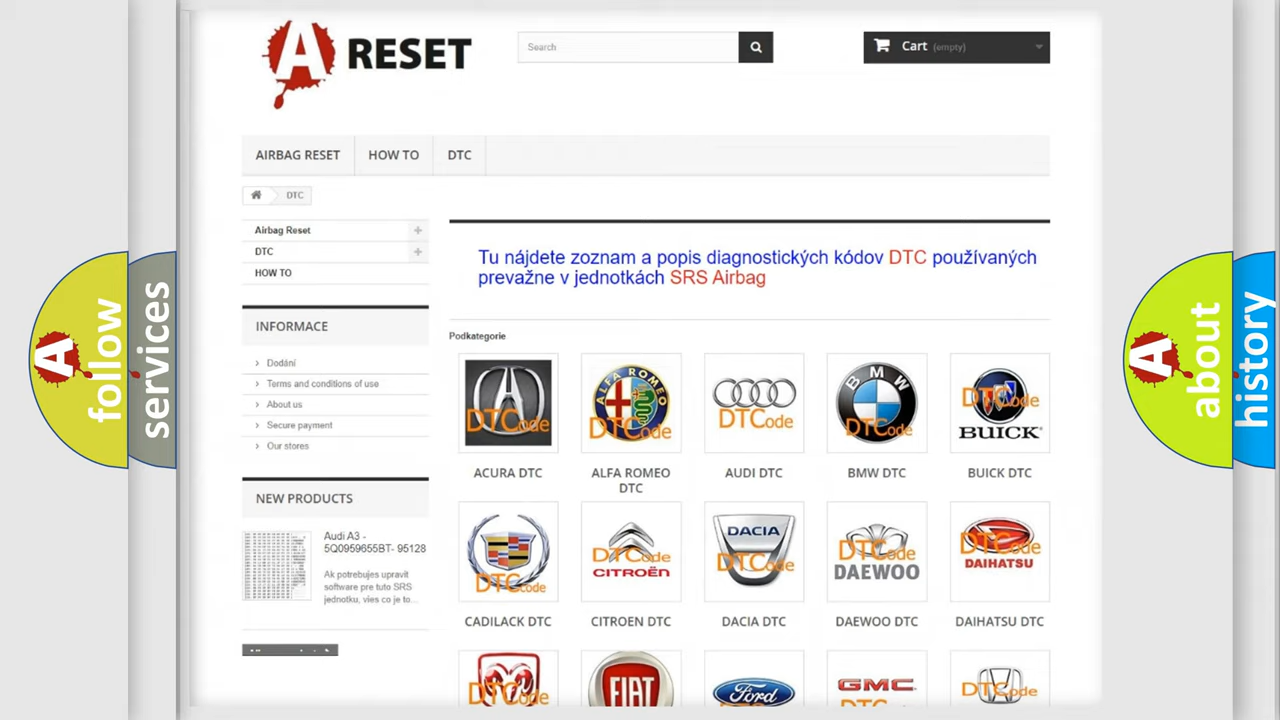 A RESET
Search
Cart (empty)
AIRBAG RESET
HOW TO
DTC
DTC
Airbag Reset
DTC
HOW TO
Tu nájdete zoznam a popis diagnostických kódov DTC používaných
prevažne v jednotkách SRS Airbag
INFORMACE
Dodání
Terms and conditions of use
About us
Secure payment
Our stores
Podkategorie
DTCode
ALFA ROMEO
DTCode
DTCode
BMW
DTCode
DTCode
BUICK
ACURA DTC
ALFA ROMEO
DTC
AUDI DTC
BMW DTC
BUICK DTC
NEW PRODUCTS
Audi A3 -
5Q0959655BT- 95128
Ak potrebujes upravit
software pre tuto SRS
jednotku, vies co je to...
DTCode
DTCode
CITROËN
DACIA
DTCode
DTCode
DAEWOO
DTCode
DAIHATSU
CADILACK DTC
CITROEN DTC
DACIA DTC
DAEWOO DTC
DAIHATSU DTC
DTCode
FIAT
Ford
GMC
DTCode
A follow
services
A about
history